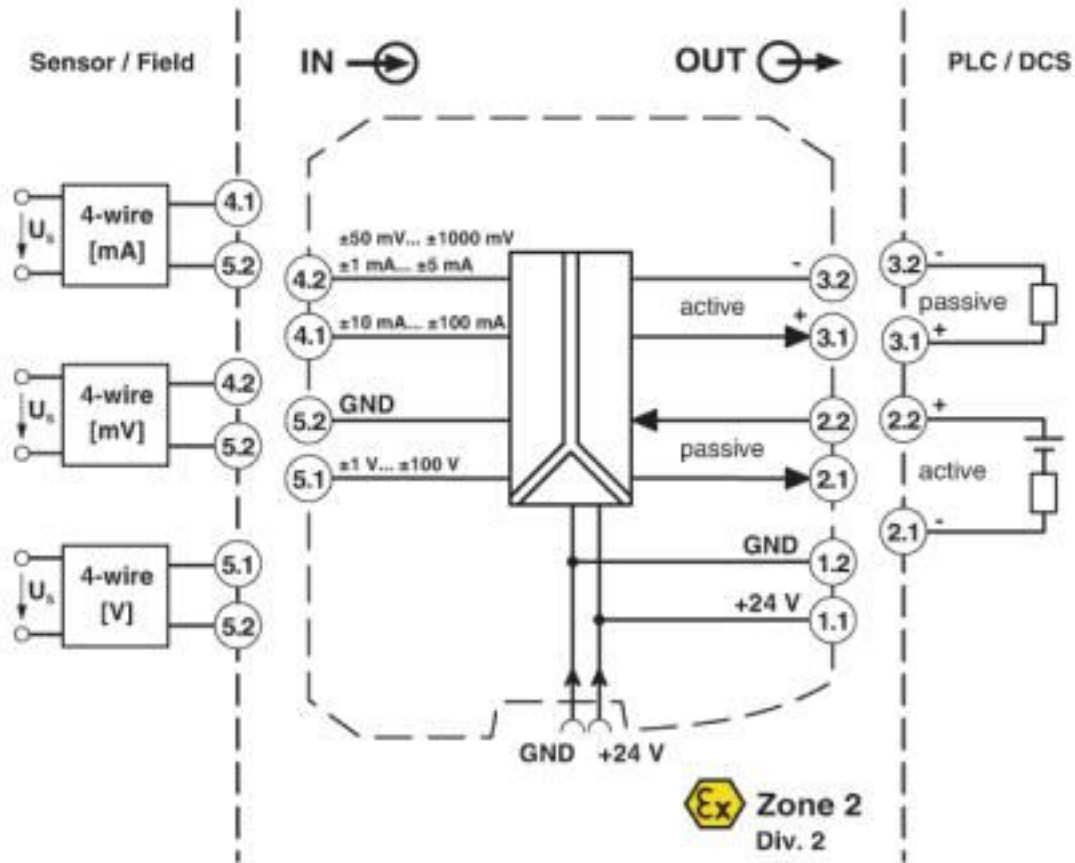 Sensor / Field
IN
OUT
PLC / DCS
4-wire
[mA]
Us
4.1
5.2
4-wire
[mV]
Us
4.2
5.2
4-wire
[V]
Us
5.1
5.2
±50 mV... ±1000 mV
±1 mA... ±5 mA
4.2
±10 mA... ±100 mA
4.1
GND
5.2
±1 V... ±100 V
5.1
-
3.2
active
+
3.1
2.2
passive
2.1
GND
1.2
+24 V
1.1
GND +24 V
3.2 -
passive
3.1 +
2.2 +
active
2.1 -
Ex Zone 2
Div. 2